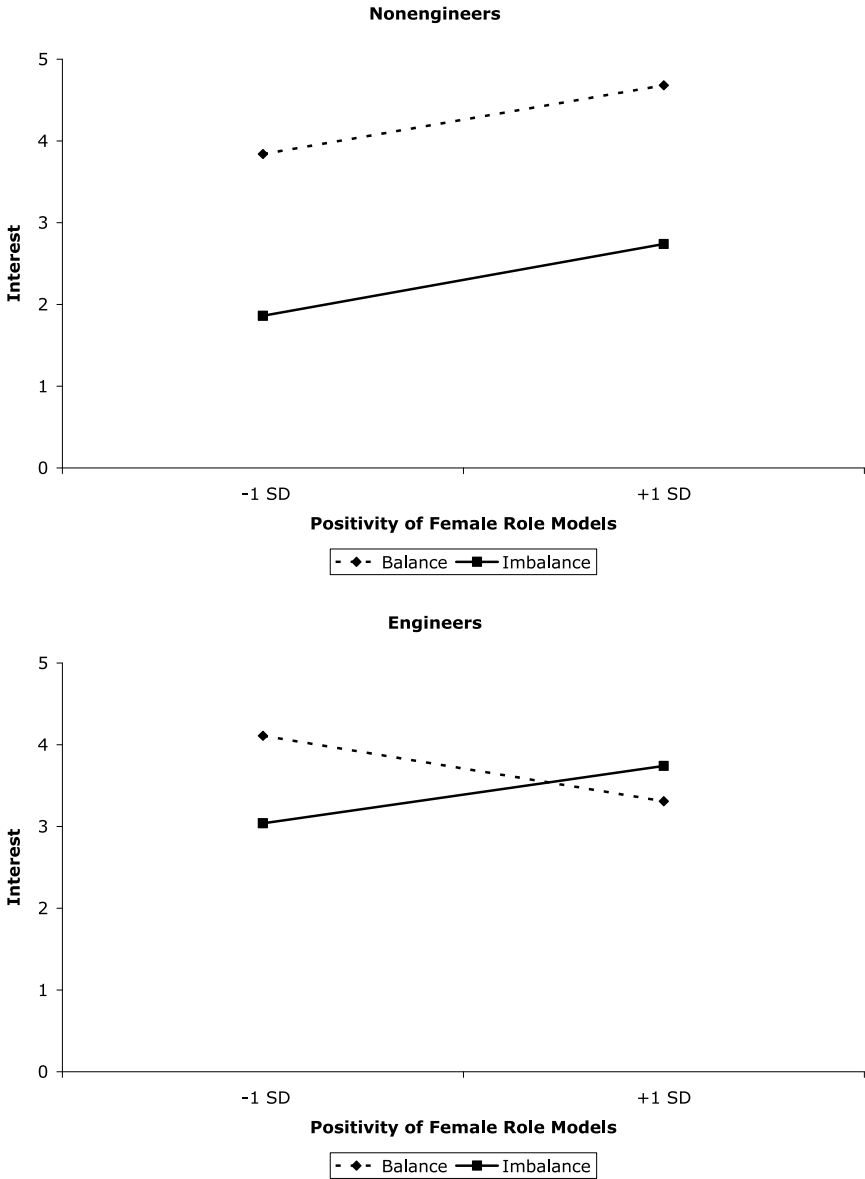 Nonengineers
5
4
3
2
1
0
Interest
-1 SD +1 SD
Positivity of Female Role Models
Balance Imbalance
Engineers
5
4
3
2
1
0
Interest
-1 SD +1 SD
Positivity of Female Role Models
Balance Imbalance